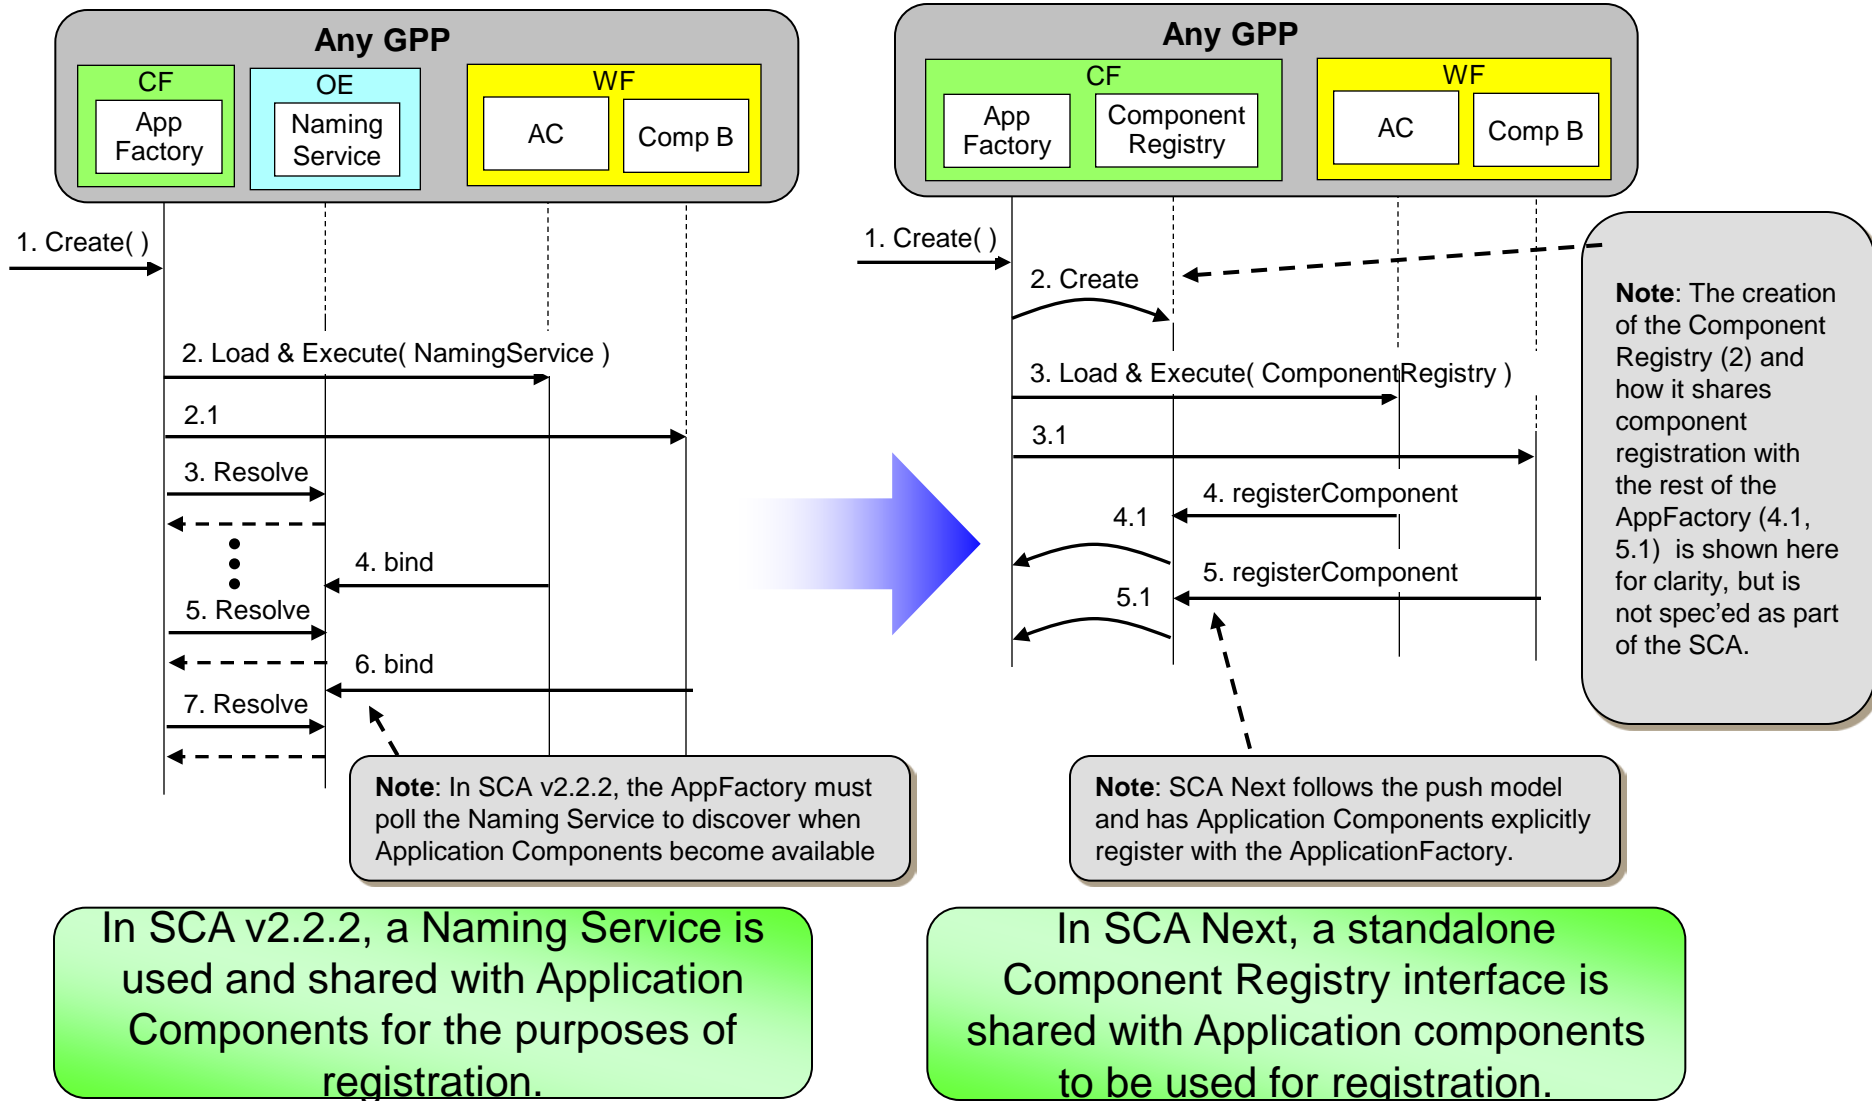 Any GPP
CF
App
Factory
OE
Naming
Service
WF
AC
Comp B
1. Create( )
2. Load & Execute( NamingService )
2.1
3. Resolve
4. bind
5. Resolve
6. bind
7. Resolve
Note: In SCA v2.2.2, the AppFactory must
poll the Naming Service to discover when
Application Components become available
In SCA v2.2.2, a Naming Service is
used and shared with Application
Components for the purposes of
registration.
Any GPP
CF
App
Factory
Component
Registry
WF
AC
Comp B
1. Create( )
2. Create
3. Load & Execute( ComponentRegistry )
3.1
4. registerComponent
4.1
5. registerComponent
5.1
Note: The creation
of the Component
Registry (2) and
how it shares
component
registration with
the rest of the
AppFactory (4.1,
5.1) is shown here
for clarity, but is
not spec'ed as part
of the SCA.
Note: SCA Next follows the push model
and has Application Components explicitly
register with the ApplicationFactory.
In SCA Next, a standalone
Component Registry interface is
shared with Application components
to be used for registration.